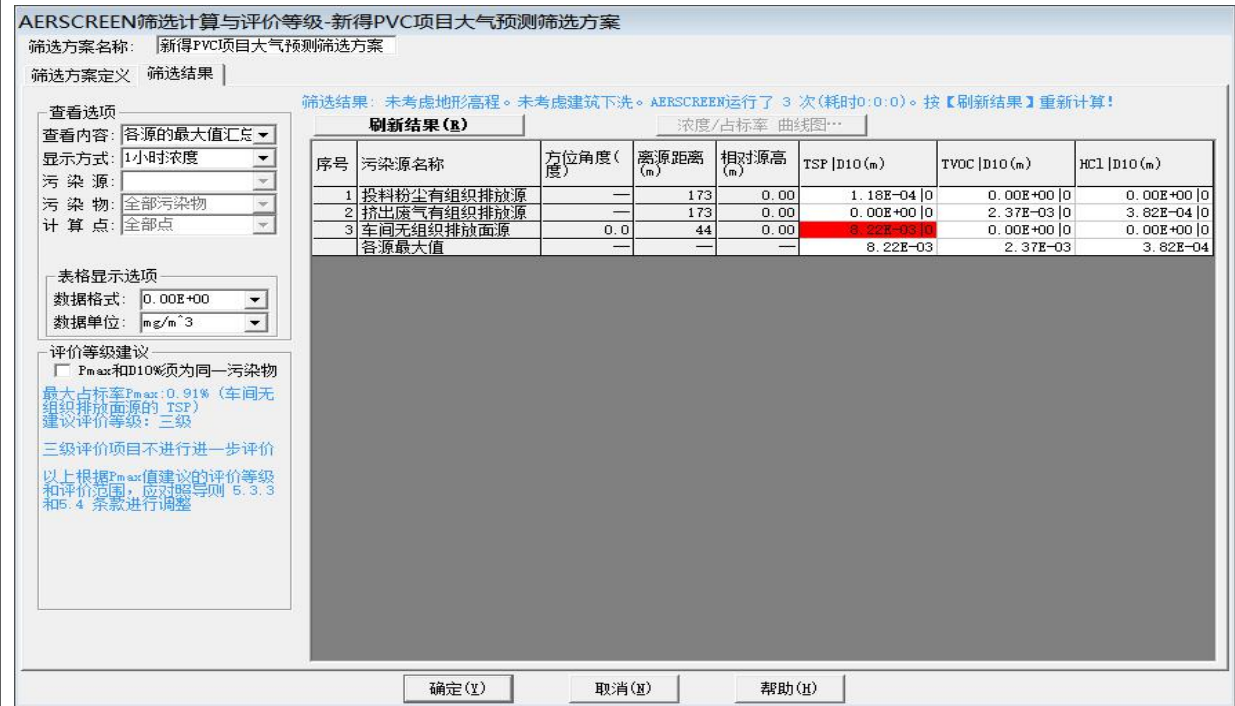 AERSCREEN筛选计算与评价等级-新得PVC项目大气预测筛选方案
筛选方案名称: 新得PVC项目大气预测筛选方案
筛选方案定义 筛选结果
筛选结果: 未考虑地形高程。未考虑建筑下洗。AERSCREEN运行了 3 次(耗时0:0:0)。按【刷新结果】重新计算!
查看选项
刷新结果(R) 浓度/占标率 曲线图…
查看内容: 各源的最大值汇总
显示方式: 1小时浓度
污 染 源:
污 染 物: 全部污染物
计 算 点: 全部点
序号 污染源名称 方位角度(度) 离源距离(m) 相对源高(m) TSP|D10(m) TVOC|D10(m) HCl|D10(m)
1 投料粉尘有组织排放源 — 173 0.00 1.18E-04|0 0.00E+00|0 0.00E+00|0
2 挤出废气有组织排放源 — 173 0.00 0.00E+00|0 2.37E-03|0 3.82E-04|0
3 车间无组织排放面源 0.0 44 0.00 8.22E-03|0 0.00E+00|0 0.00E+00|0
各源最大值 — — — 8.22E-03 2.37E-03 3.82E-04
表格显示选项
数据格式: 0.00E+00
数据单位: mg/m^3
评价等级建议
Pmax和D10%须为同一污染物
最大占标率Pmax:0.91% (车间无
组织排放面源的 TSP)
建议评价等级: 三级
三级评价项目不进行进一步评价
以上根据Pmax值建议的评价等级
和评价范围, 应对照导则 5.3.3
和5.4 条款进行调整
确定(Y) 取消(N) 帮助(H)